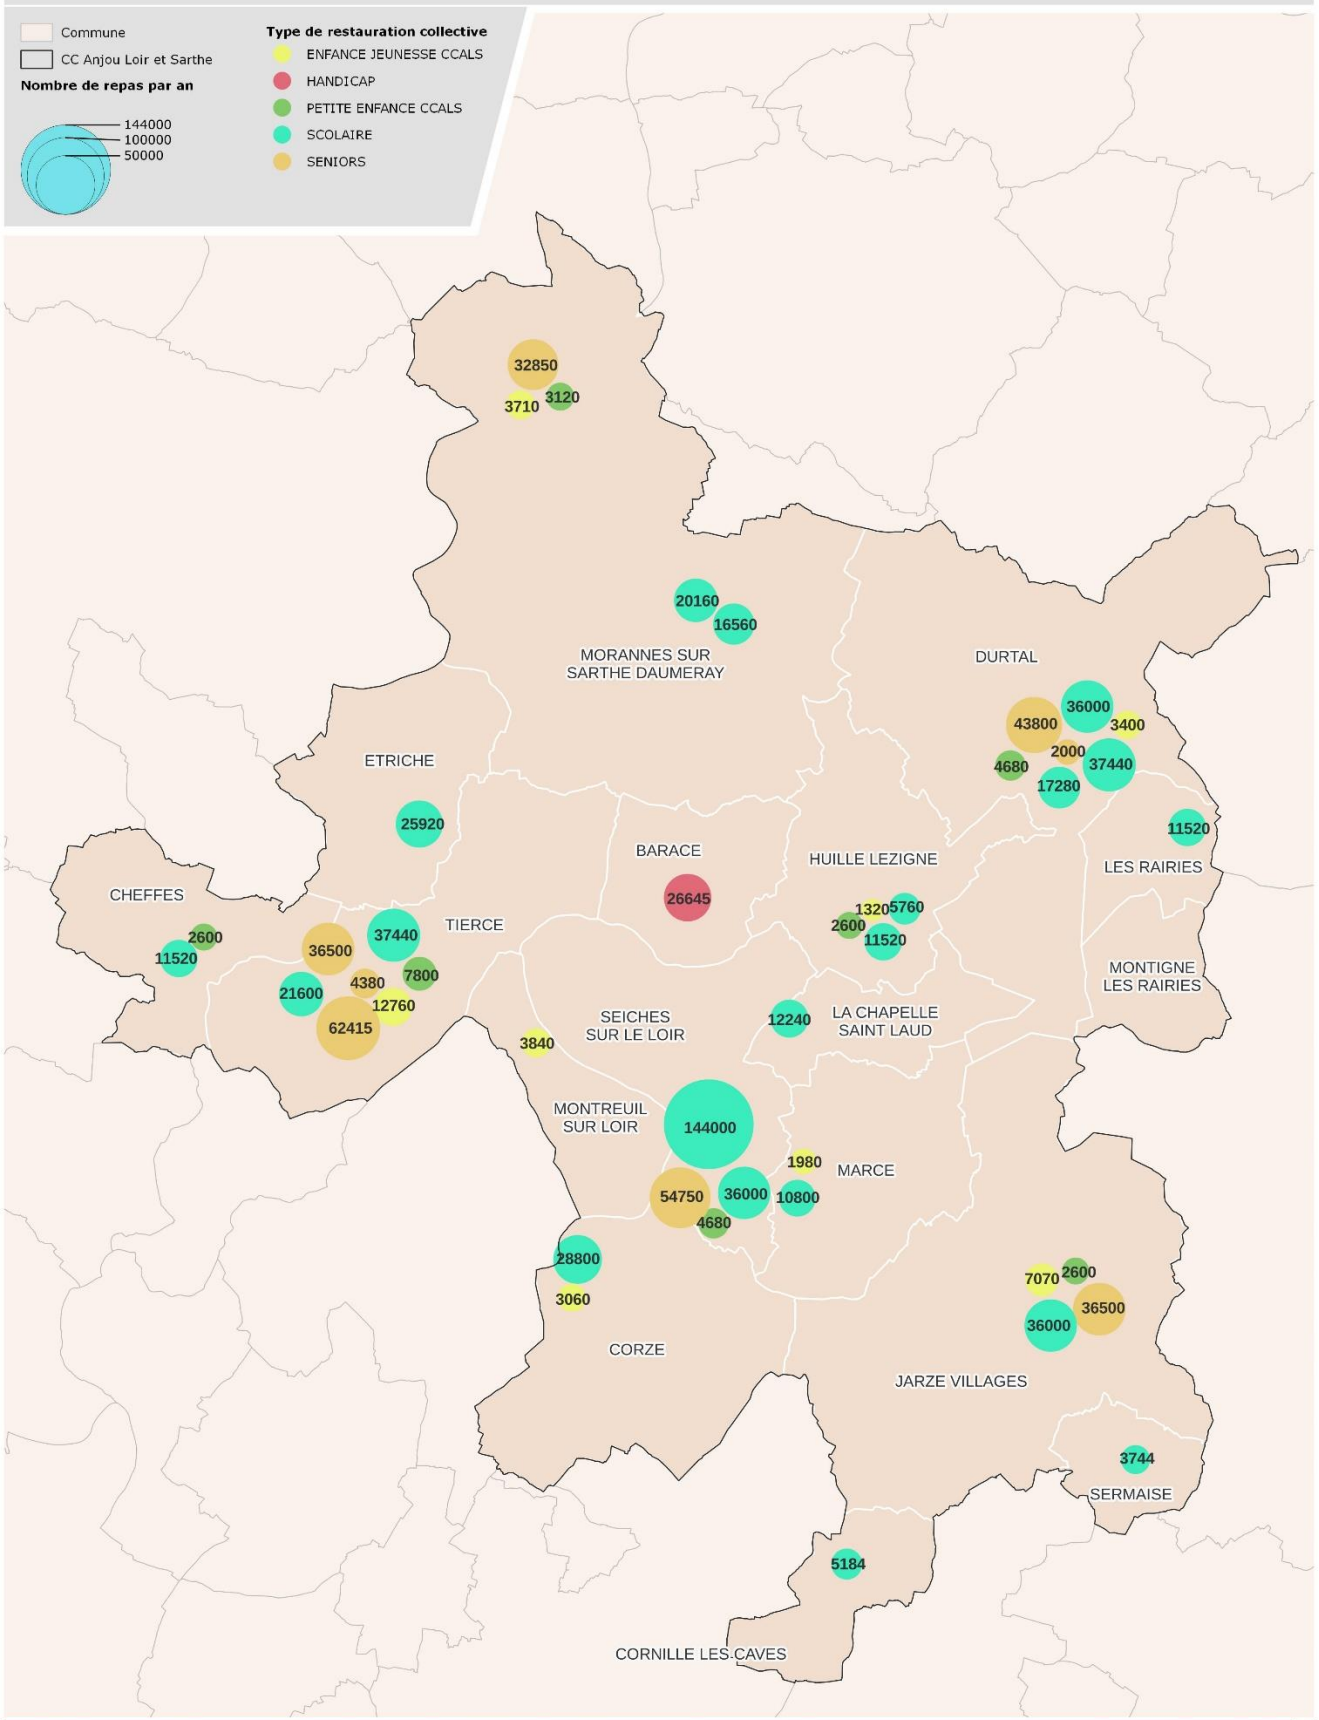 Commune
CC Anjou Loir et Sarthe
Nombre de repas par an
144000
100000
50000
Type de restauration collective
ENFANCE JEUNESSE CCALS
HANDICAP
PETITE ENFANCE CCALS
SCOLAIRE
SENIORS
32850
3710
3120
20160
16560
MORANNES SUR
SARTHE DAUMERAY
DURTAL
36000
43800
3400
2000
4680
37440
17280
ETRICHE
25920
11520
LES RAIRIES
BARACE
26645
HUILLE LEZIGNE
1320
5760
2600
11520
CHEFFES
2600
11520
TIERCE
37440
36500
7800
4380
21600
12760
62415
MONTIGNE
LES RAIRIES
SEICHES
SUR LE LOIR
12240
LA CHAPELLE
SAINT LAUD
3840
MONTREUIL
SUR LOIR
144000
1980
MARCE
54750
36000
10800
4680
28800
3060
CORZE
7070
2600
36500
36000
JARZE VILLAGES
3744
SERMAISE
5184
CORNILLE LES CAVES